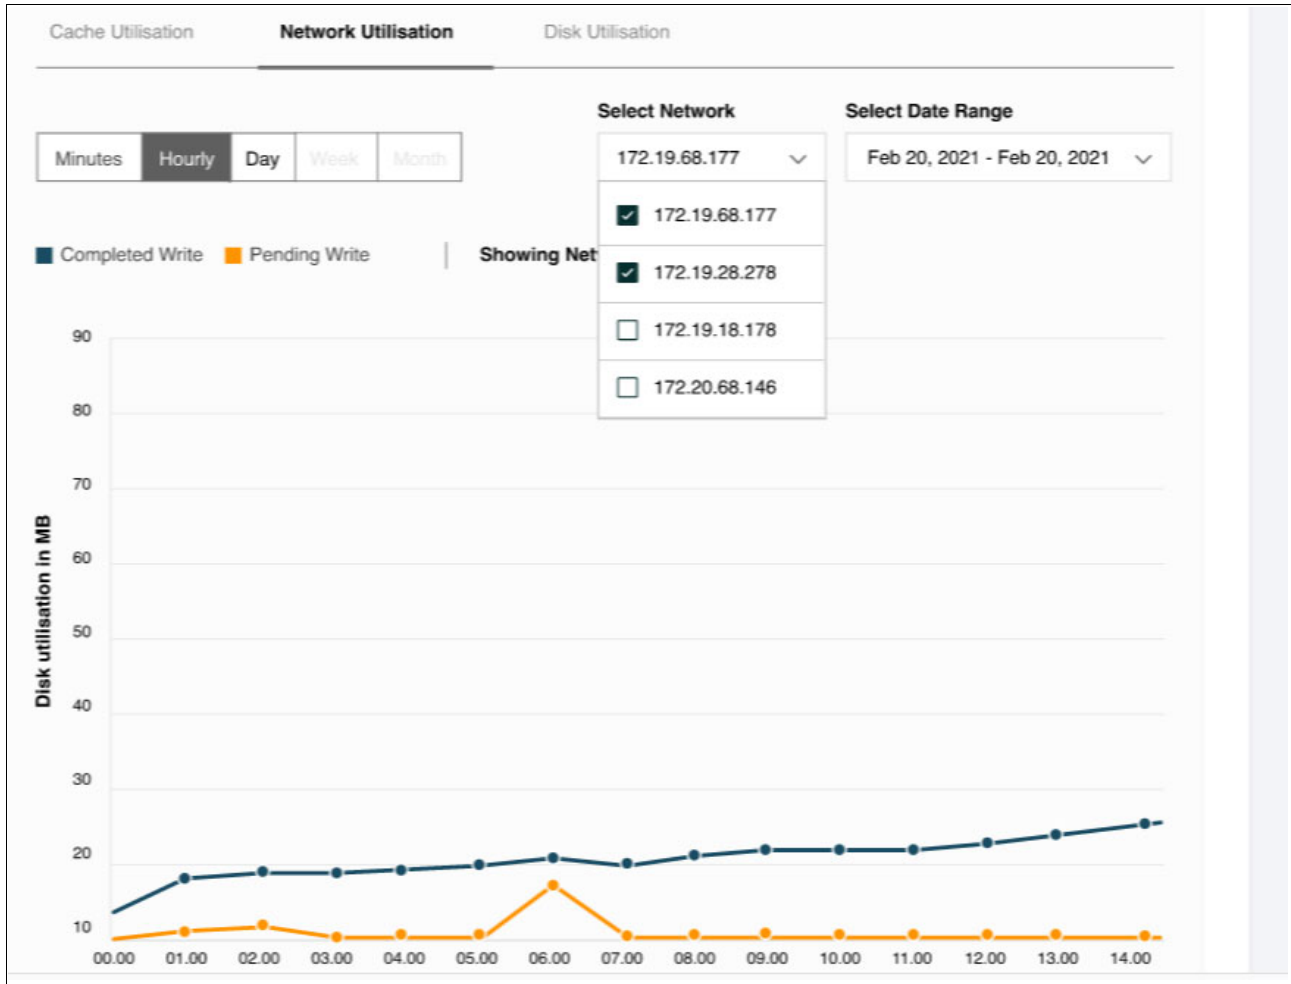 Cache Utilisation Network Utilisation Disk Utilisation
Select Network Select Date Range
Minutes Hourly Day Week Month 172.19.68.177 Feb 20, 2021 - Feb 20, 2021
172.19.68.177
Completed Write Pending Write Showing Net
172.19.28.278
172.19.18.178
172.20.68.146
Disk utilisation in MB
90
80
70
60
50
40
30
20
10
00.00 01.00 02.00 03.00 04.00 05.00 06.00 07.00 08.00 09.00 10.00 11.00 12.00 13.00 14.00